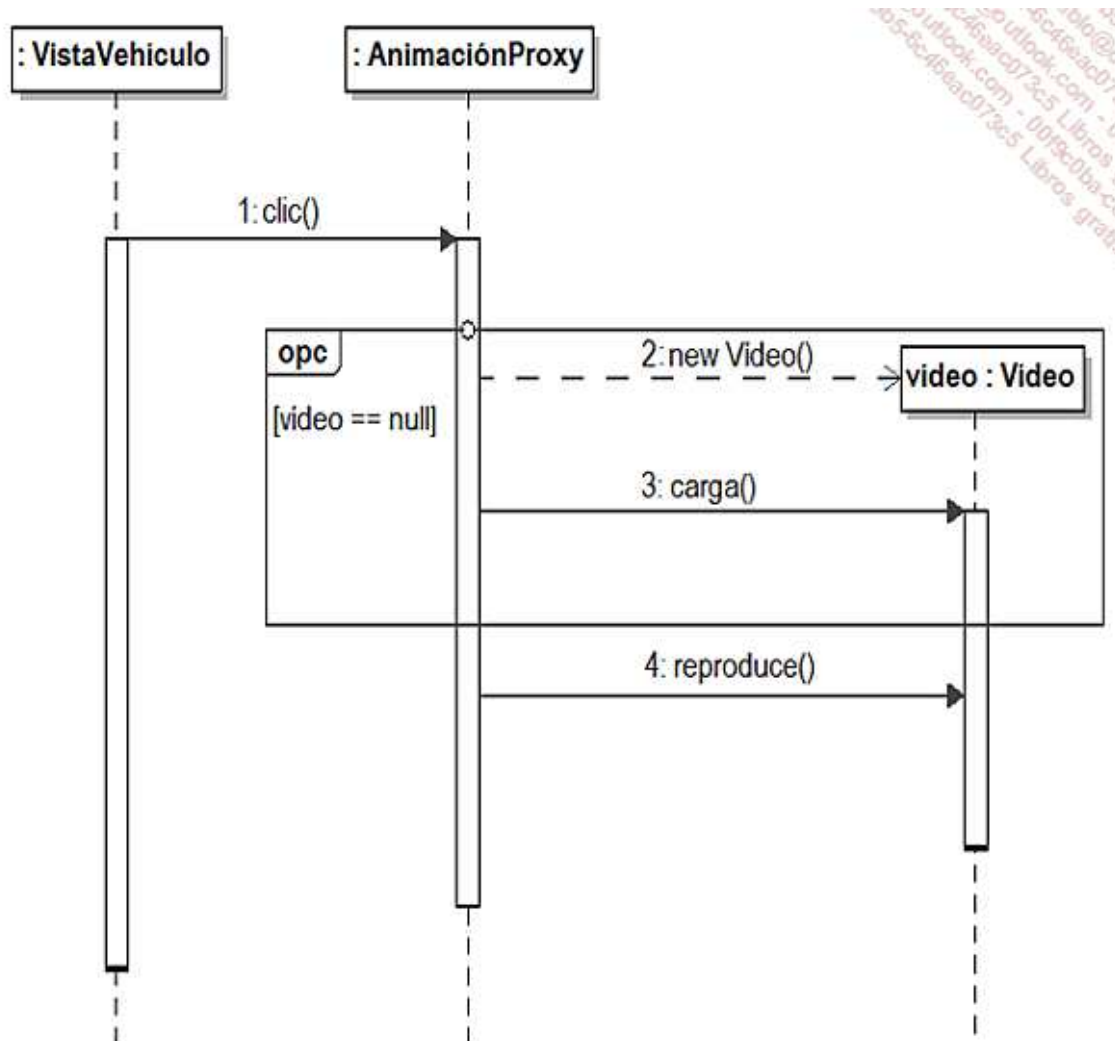 : VistaVehiculo
: AnimaciónProxy
1: clic()
opc
2: new Video()
video : Video
[video == null]
3: carga()
4: reproduce()